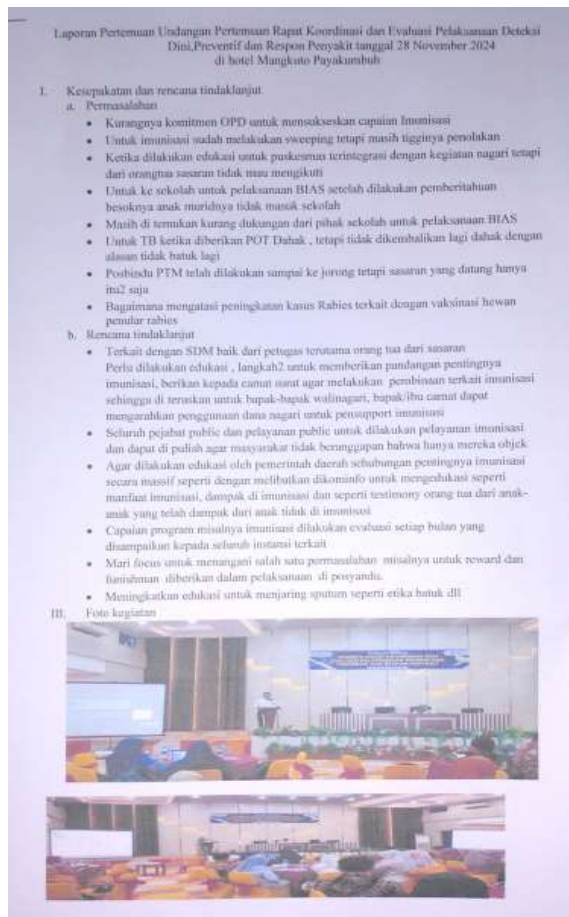 Laporan Pertemuan Undangan Pertemuan Rapat Koordinasi dan Evaluasi Pelaksanaan Deteksi
Dini,Preventif dan Respon Penyakit tanggal 28 November 2024
di hotel Mangkuto Payakumbuh
I. Kesepakatan dan rencana tindaklanjut
a. Permasalahan
• Kurangnya komitmen OPD untuk mensukseskan capaian Imunisasi
• Untuk imunisasi sudah melakukan sweeping tetapi masih tigginya penolakan
• Ketika dilakukan edukasi untuk puskesmas terintegrasi dengan kegiatan nagari tetapi
dari orangtua sasaran tidak mau mengikuti
• Untuk ke sekolah untuk pelaksanaan BIAS setelah dilakukan pemberitahuan
besoknya anak muridnya tidak masuk sekolah
• Masih di temukan kurang dukungan dari pihak sekolah untuk pelaksanaan BIAS
• Untuk TB ketika diberikan POT Dahak , tetapi tidak dikembalikan lagi dahak dengan
alasan tidak batuk lagi
• Posbindu PTM telah dilakukan sampai ke jorong tetapi sasaran yang datang hanya
itu2 saja
• Bagaimana mengatasi peningkatan kasus Rabies terkait dengan vaksinasi hewan
penular rabies
b. Rencana tindaklanjut
• Terkait dengan SDM baik dari petugas terutama orang tua dari sasaran
Perlu dilakukan edukasi , langkah2 untuk memberikan pandangan pentingnya
imunisasi, berikan kepada camat surat agar melakukan pembinaan terkait imunisasi
sehingga di teruskan untuk bapak-bapak walinagari, bapak/ibu camat dapat
mengarahkan penggunaan dana nagari untuk pensupport imunisasi
• Seluruh pejabat public dan pelayanan public untuk dilakukan pelayanan imunisasi
dan dapat di pulish agar masyarakat tidak beranggapan bahwa hanya mereka objek
• Agar dilakukan edukasi oleh pemerintah daerah sehubungan pentingnya imunisasi
secara massif seperti dengan melibatkan dikominfo untuk mengedukasi seperti
manfaat imunisasi, dampak di imunisasi dan seperti testimony orang tua dari anak-
anak yang telah dampak dari anak tidak di imunisasi
• Capaian program misalnya imunisasi dilakukan evaluasi setiap bulan yang
disampaikan kepada seluruh instansi terkait
• Mari focus untuk menangani salah satu permasalahan misalnya untuk reward dan
funishman diberikan dalam pelaksanaan di posyandu.
• Meningkatkan edukasi untuk menjaring sputum seperti etika batuk dll
III. Foto kegiatan